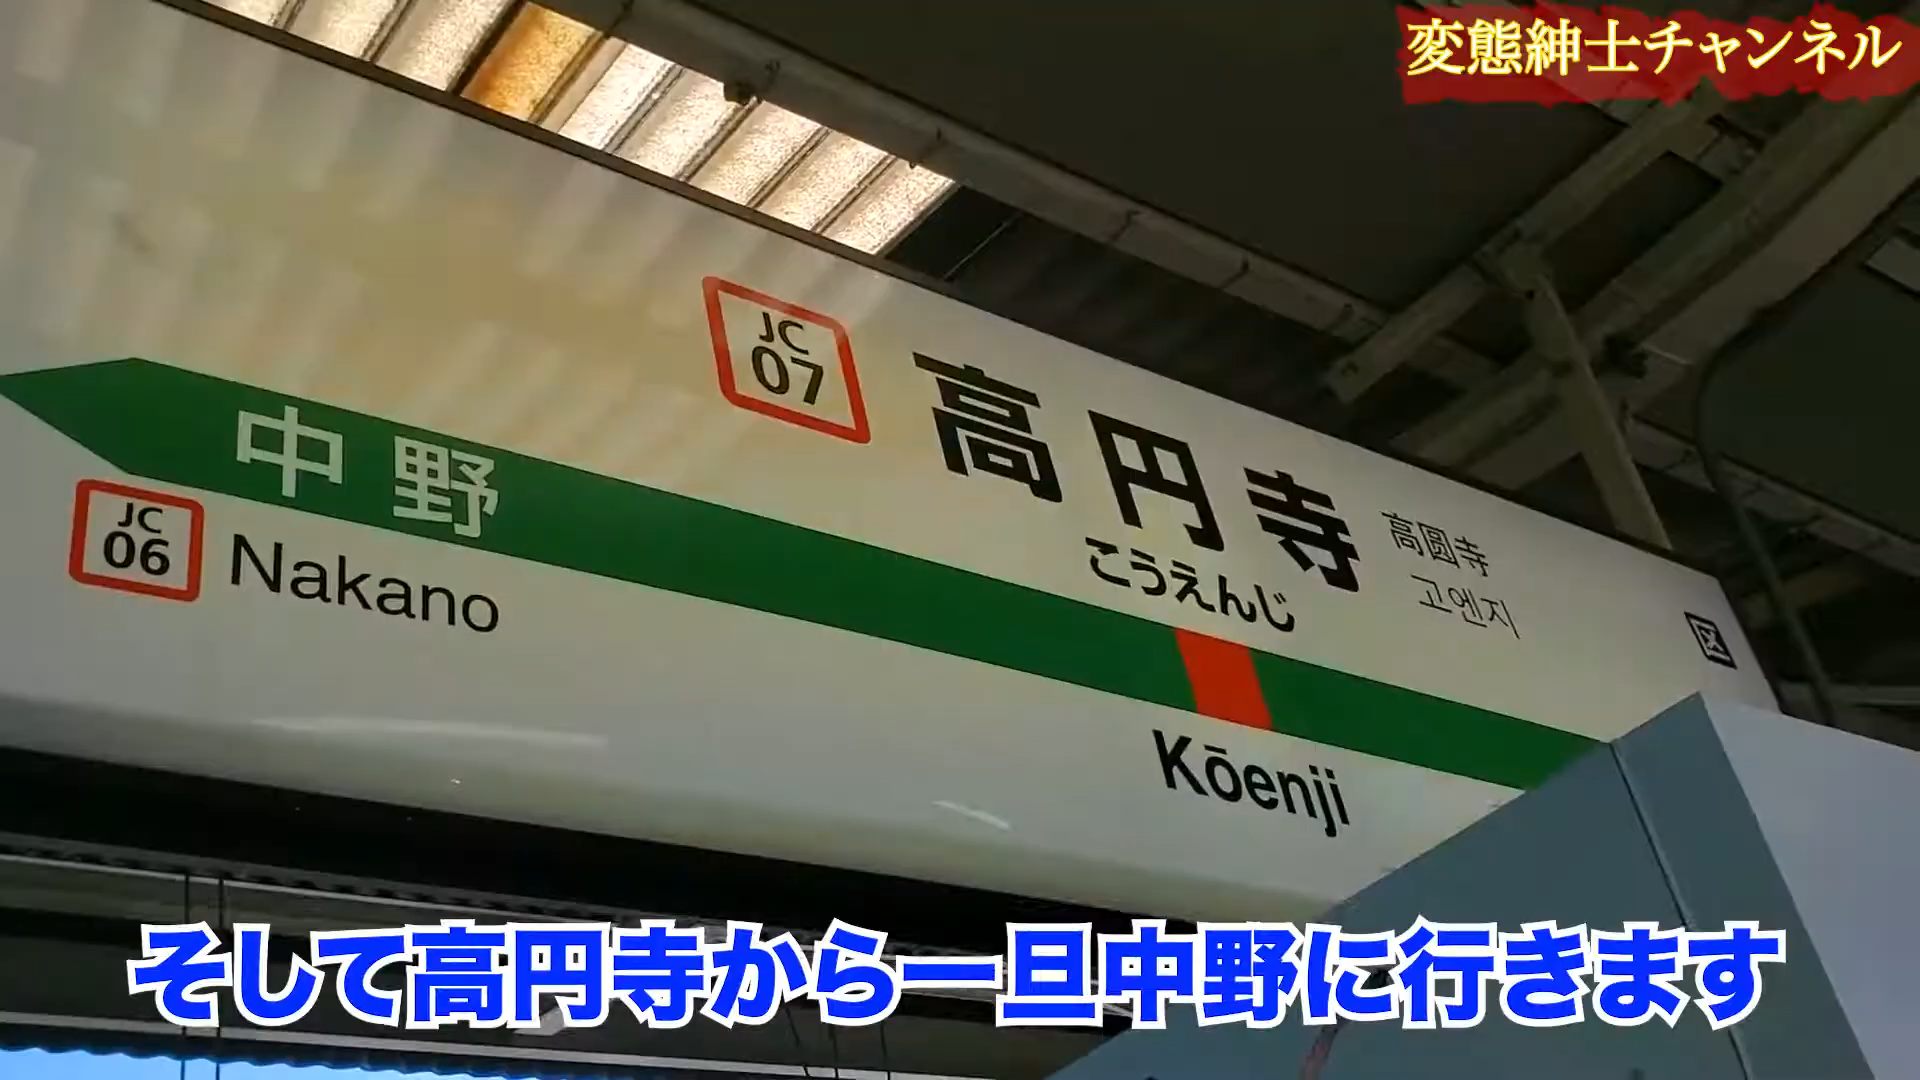 変態紳士チャンネル
JC
07
高円寺
高圆寺
こうえんじ
고엔지
区
中野
JC
06
Nakano
Kōenji
そして高円寺から一旦中野に行きます